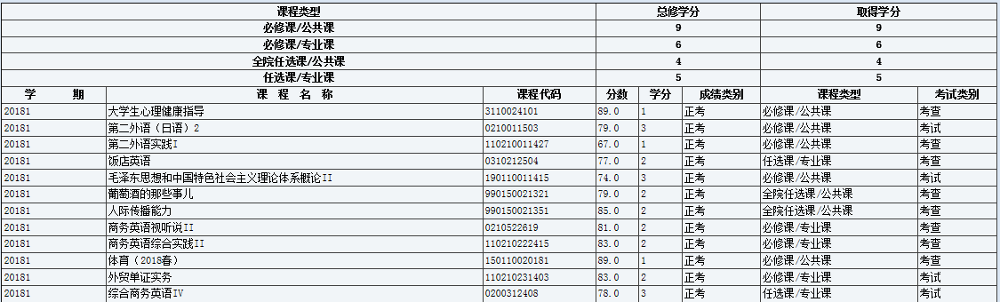 课程类型 总修学分 取得学分
必修课/公共课 9 9
必修课/专业课 6 6
全院任选课/公共课 4 4
任选课/专业课 5 5
学 期 课 程 名 称 课程代码 分数 学分 成绩类别 课程类型 考试类别
20181 大学生心理健康指导 3110024101 89.0 1 正考 必修课/公共课 考查
20181 第二外语（日语）2 0210011503 79.0 3 正考 必修课/公共课 考试
20181 第二外语实践I 110210011427 67.0 1 正考 必修课/公共课 考查
20181 饭店英语 0310212504 77.0 2 正考 任选课/专业课 考查
20181 毛泽东思想和中国特色社会主义理论体系概论II 190110011415 74.0 3 正考 必修课/公共课 考试
20181 葡萄酒的那些事儿 990150021321 79.0 2 正考 全院任选课/公共课 考查
20181 人际传播能力 990150021351 85.0 2 正考 全院任选课/公共课 考查
20181 商务英语视听说II 0210522619 81.0 2 正考 必修课/专业课 考查
20181 商务英语综合实践II 110210222415 83.0 2 正考 必修课/专业课 考查
20181 体育（2018春） 150110020181 89.0 1 正考 必修课/公共课 考查
20181 外贸单证实务 110210231403 83.0 2 正考 必修课/专业课 考试
20181 综合商务英语IV 0200312408 78.0 3 正考 任选课/专业课 考试